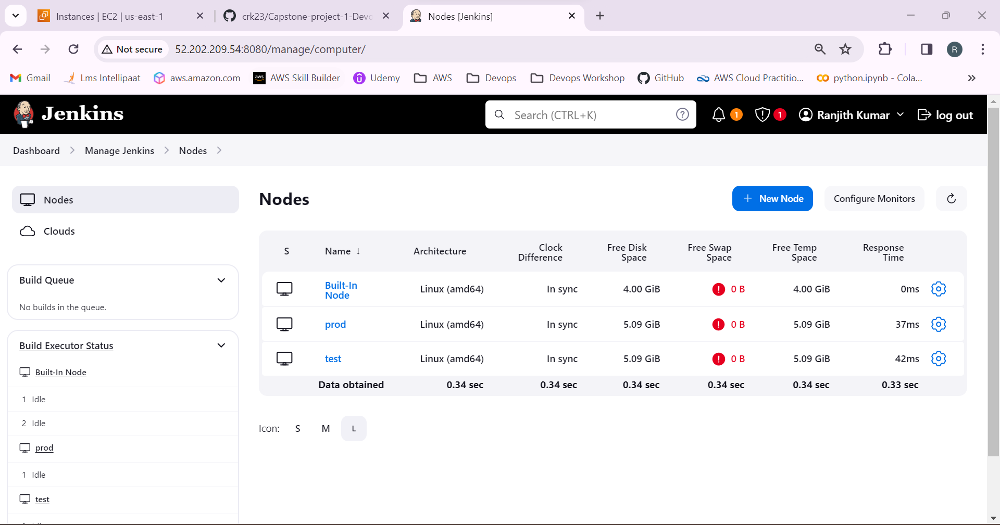 Instances | EC2 | us-east-1
crk23/Capstone-project-1-Devo
Nodes [Jenkins]
Not secure
52.202.209.54:8080/manage/computer/
R
Gmail
Lms Intellipaat
aws.amazon.com
aws
AWS Skill Builder
Udemy
AWS
Devops
Devops Workshop
GitHub
AWS Cloud Practitio...
python.ipynb - Cola...
Jenkins
Search (CTRL+K)
1
1
Ranjith Kumar
log out
Dashboard
Manage Jenkins
Nodes
Nodes
Clouds
Build Queue
No builds in the queue.
Build Executor Status
Built-In Node
1 Idle
2 Idle
prod
1 Idle
test
Nodes
+ New Node
Configure Monitors
S Name ↓ Architecture Clock Difference Free Disk Space Free Swap Space Free Temp Space Response Time
Built-In Node Linux (amd64) In sync 4.00 GiB 0 B 4.00 GiB 0ms
prod Linux (amd64) In sync 5.09 GiB 0 B 5.09 GiB 37ms
test Linux (amd64) In sync 5.09 GiB 0 B 5.09 GiB 42ms
Data obtained 0.34 sec 0.34 sec 0.34 sec 0.34 sec 0.34 sec 0.33 sec
Icon: S M L